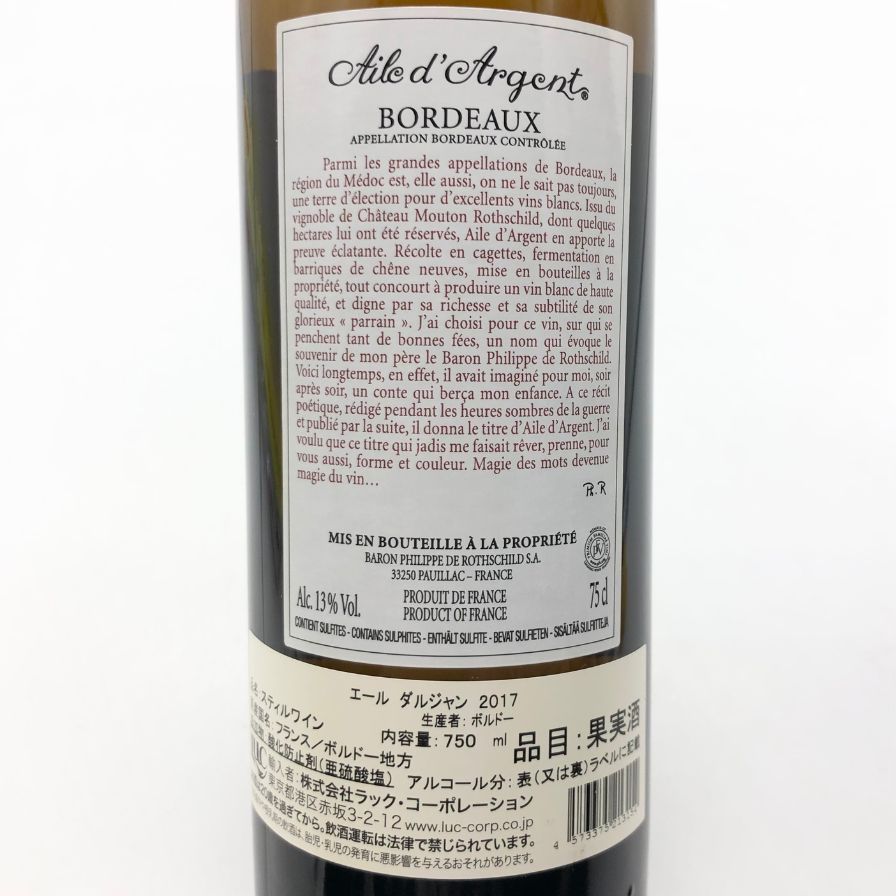 Aile d'Argent®
BORDEAUX
APPELLATION BORDEAUX CONTRÔLÉE
Parmi les grandes appellations de Bordeaux, la
région du Médoc est, elle aussi, on ne le sait pas toujours,
une terre d'élection pour d'excellents vins blancs. Issu du
vignoble de Château Mouton Rothschild, dont quelques
hectares lui ont été réservés, Aile d'Argent en apporte la
preuve éclatante. Récolte en cagettes, fermentation en
barriques de chêne neuves, mise en bouteilles à la
propriété, tout concourt à produire un vin blanc de haute
qualité, et digne par sa richesse et sa subtilité de son
glorieux « parrain ». J'ai choisi pour ce vin, sur qui se
penchent tant de bonnes fées, un nom qui évoque le
souvenir de mon père le Baron Philippe de Rothschild.
Voici longtemps, en effet, il avait imaginé pour moi, soir
après soir, un conte qui berça mon enfance. A ce récit
poétique, rédigé pendant les heures sombres de la guerre
et publié par la suite, il donna le titre d'Aile d'Argent. J'ai
voulu que ce titre qui jadis me faisait rêver, prenne, pour
vous aussi, forme et couleur. Magie des mots devenue
magie du vin…
Ph. R
MIS EN BOUTEILLE À LA PROPRIÉTÉ
BARON PHILIPPE DE ROTHSCHILD S.A.
33250 PAUILLAC – FRANCE
Alc. 13 % Vol.
PRODUIT DE FRANCE
PRODUCT OF FRANCE
75 cl
CONTIENT SULFITES - CONTAINS SULPHITES - ENTHÄLT SULFITE - BEVAT SULFIETEN - SISÄLTÄÄ SULFIITTEJA
エール ダルジャン 2017
生産者: ボルドー
内容量: 750 ml
品目: 果実酒
スティルワイン
フランス/ボルドー地方
酸化防止剤(亜硫酸塩)
アルコール分: 表(又は裏)ラベルに記載
輸入者: 株式会社ラック・コーポレーション
東京都港区赤坂3-2-12 www.luc-corp.co.jp
20歳を過ぎてから。飲酒運転は法律で禁じられています。
の飲酒は、胎児・乳児の発育に悪影響を与えるおそれがあります。